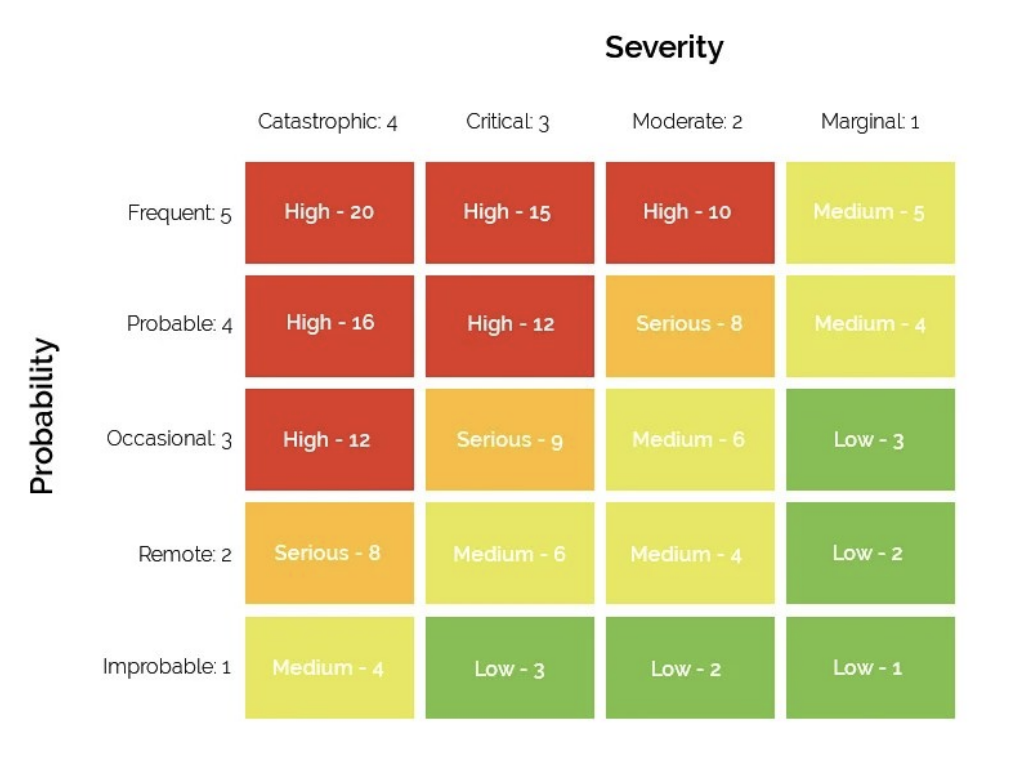 Severity
Catastrophic: 4 Critical: 3 Moderate: 2 Marginal: 1
Probability
Frequent: 5 High - 20 High - 15 High - 10 Medium - 5
Probable: 4 High - 16 High - 12 Serious - 8 Medium - 4
Occasional: 3 High - 12 Serious - 9 Medium - 6 Low - 3
Remote: 2 Serious - 8 Medium - 6 Medium - 4 Low - 2
Improbable: 1 Medium - 4 Low - 3 Low - 2 Low - 1